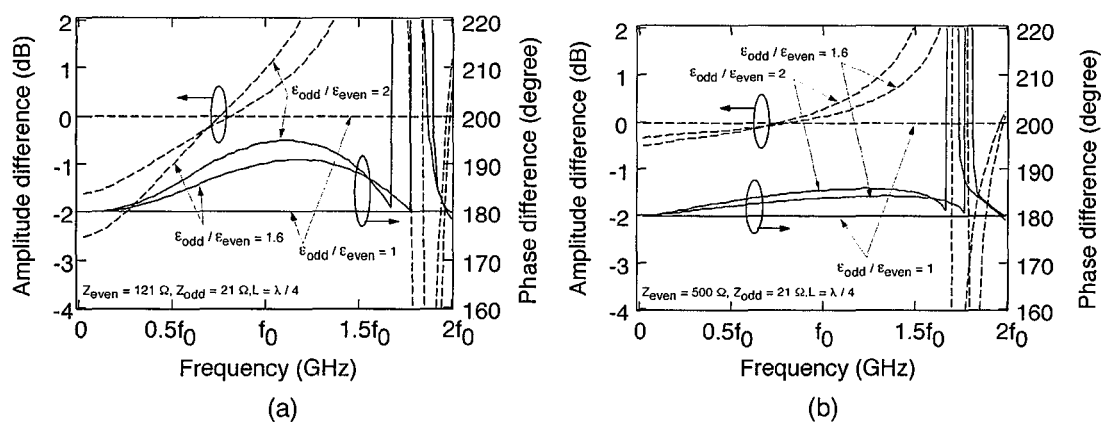 2
1
0
-1
-2
-3
-4
Amplitude difference (dB)
220
210
200
190
180
170
160
Phase difference (degree)
0
0.5f0
f0
1.5f0
2f0
Frequency (GHz)
εodd / εeven = 2
εodd / εeven = 1.6
εodd / εeven = 1
Zeven = 121 Ω, Zodd = 21 Ω,L = λ / 4
(a)
2
1
0
-1
-2
-3
-4
Amplitude difference (dB)
220
210
200
190
180
170
160
Phase difference (degree)
0
0.5f0
f0
1.5f0
2f0
Frequency (GHz)
εodd / εeven = 1.6
εodd / εeven = 2
εodd / εeven = 1
Zeven = 500 Ω, Zodd = 21 Ω,L = λ / 4
(b)